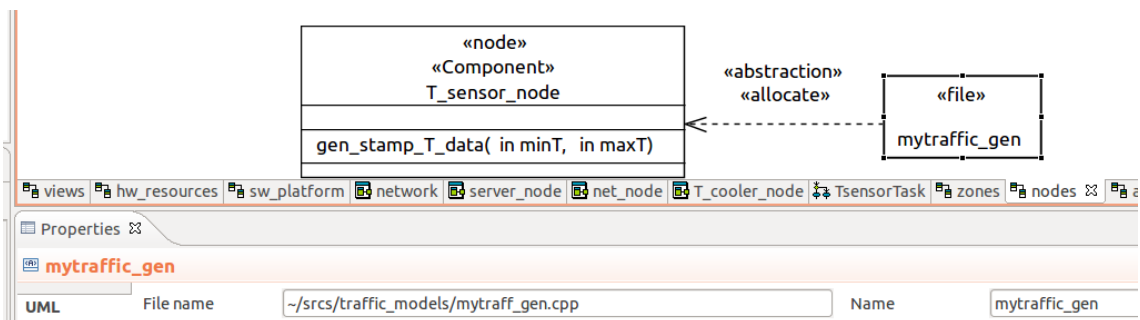 «node»
«Component»
T_sensor_node
gen_stamp_T_data( in minT, in maxT)
«abstraction»
«allocate»
«file»
mytraffic_gen
views hw_resources sw_platform network server_node net_node T_cooler_node TsensorTask zones nodes a
Properties
mytraffic_gen
UML File name ~/srcs/traffic_models/mytraff_gen.cpp Name mytraffic_gen